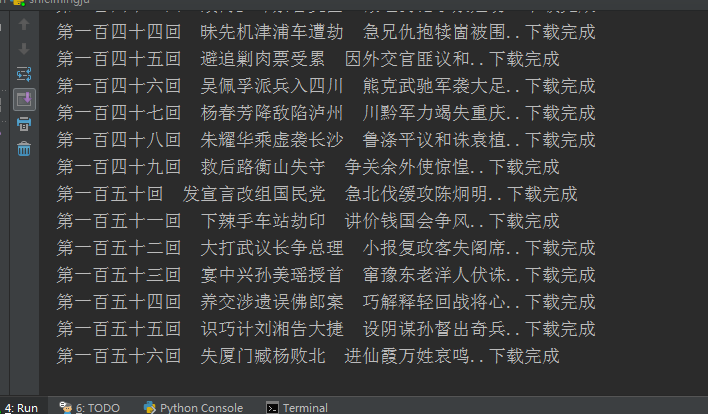 shicimingju
第一百四十四回 昧先机津浦车遭劫 急兄仇抱犊崮被围..下载完成
第一百四十五回 避追剿肉票受累 因外交官匪议和..下载完成
第一百四十六回 吴佩孚派兵入四川 熊克武驰军袭大足..下载完成
第一百四十七回 杨春芳降敌陷泸州 川黔军力竭失重庆..下载完成
第一百四十八回 朱耀华乘虚袭长沙 鲁涤平议和诛袁植..下载完成
第一百四十九回 救后路衡山失守 争关余外使惊惶..下载完成
第一百五十回 发宣言改组国民党 急北伐缓攻陈炯明..下载完成
第一百五十一回 下辣手车站劫印 讲价钱国会争风..下载完成
第一百五十二回 大打武议长争总理 小报复政客失阁席..下载完成
第一百五十三回 宴中兴孙美瑶授首 窜豫东老洋人伏诛..下载完成
第一百五十四回 养交涉遗误佛郎案 巧解释轻回战将心..下载完成
第一百五十五回 识巧计刘湘告大捷 设阴谋孙督出奇兵..下载完成
第一百五十六回 失厦门臧杨败北 进仙霞万姓哀鸣..下载完成
4: Run 6: TODO Python Console Terminal